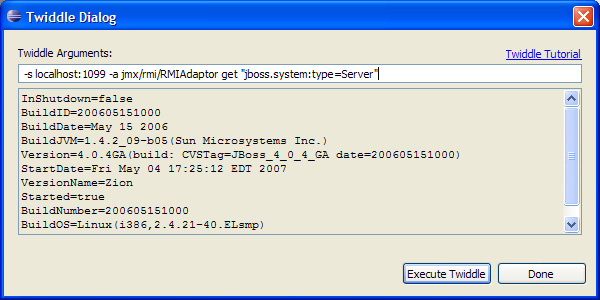 Twiddle Dialog
Twiddle Arguments:
Twiddle Tutorial
-s localhost:1099 -a jmx/rmi/RMIAdaptor get "jboss.system:type=Server"
InShutdown=false
BuildID=200605151000
BuildDate=May 15 2006
BuildJVM=1.4.2_09-b05(Sun Microsystems Inc.)
Version=4.0.4GA(build: CVSTag=JBoss_4_0_4_GA date=200605151000)
StartDate=Fri May 04 17:25:12 EDT 2007
VersionName=Zion
Started=true
BuildNumber=200605151000
BuildOS=Linux(i386,2.4.21-40.ELsmp)
Execute Twiddle
Done